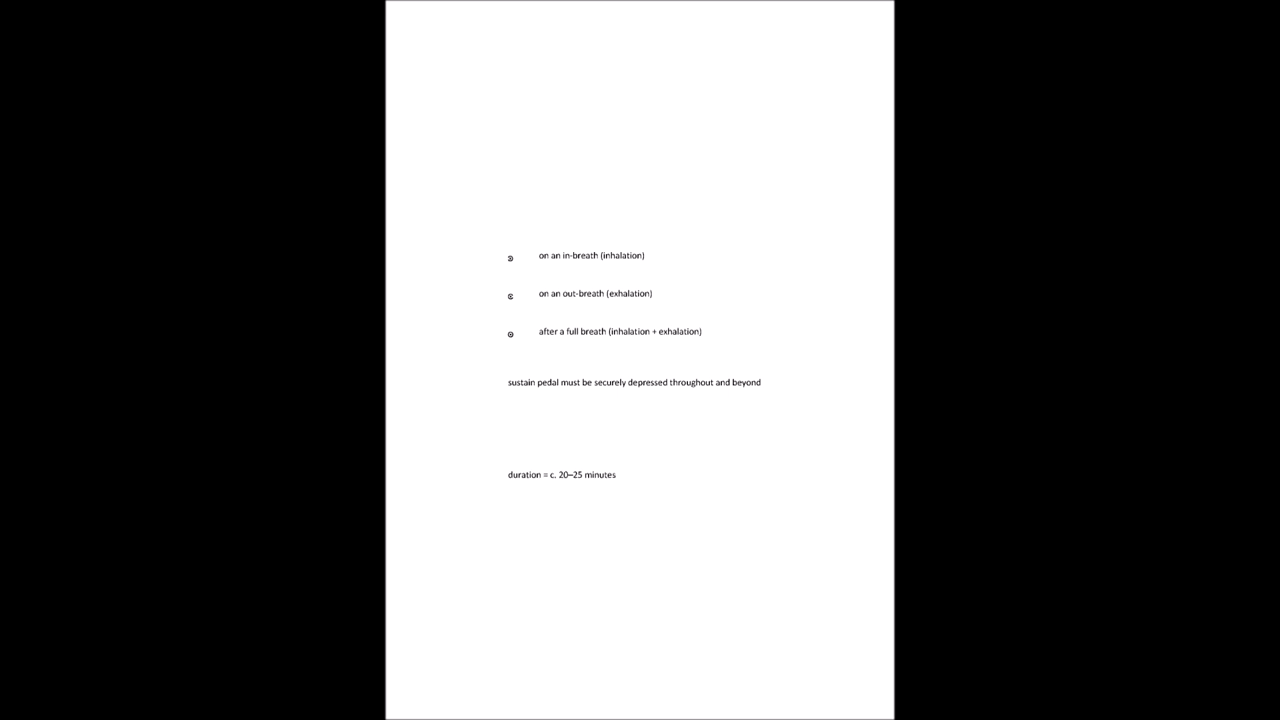 on an in-breath (inhalation)
on an out-breath (exhalation)
after a full breath (inhalation + exhalation)
sustain pedal must be securely depressed throughout and beyond
duration = c. 20–25 minutes